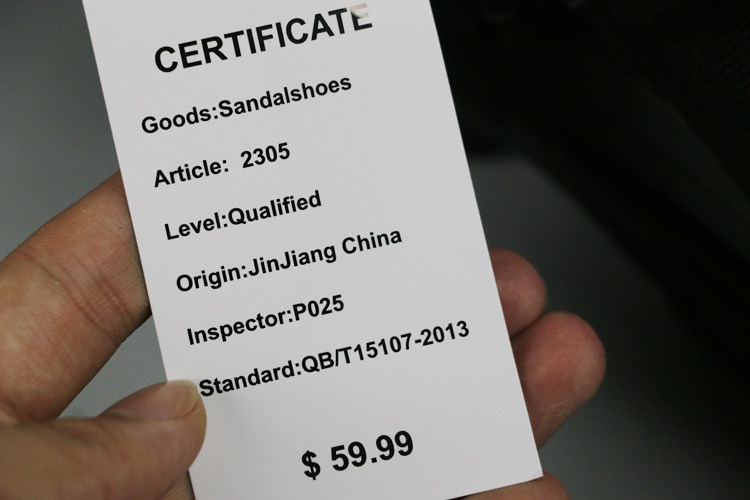 CERTIFICATE
Goods:Sandalshoes
Article: 2305
Level:Qualified
Origin:JinJiang China
Inspector:P025
Standard:QB/T15107-2013
$ 59.99